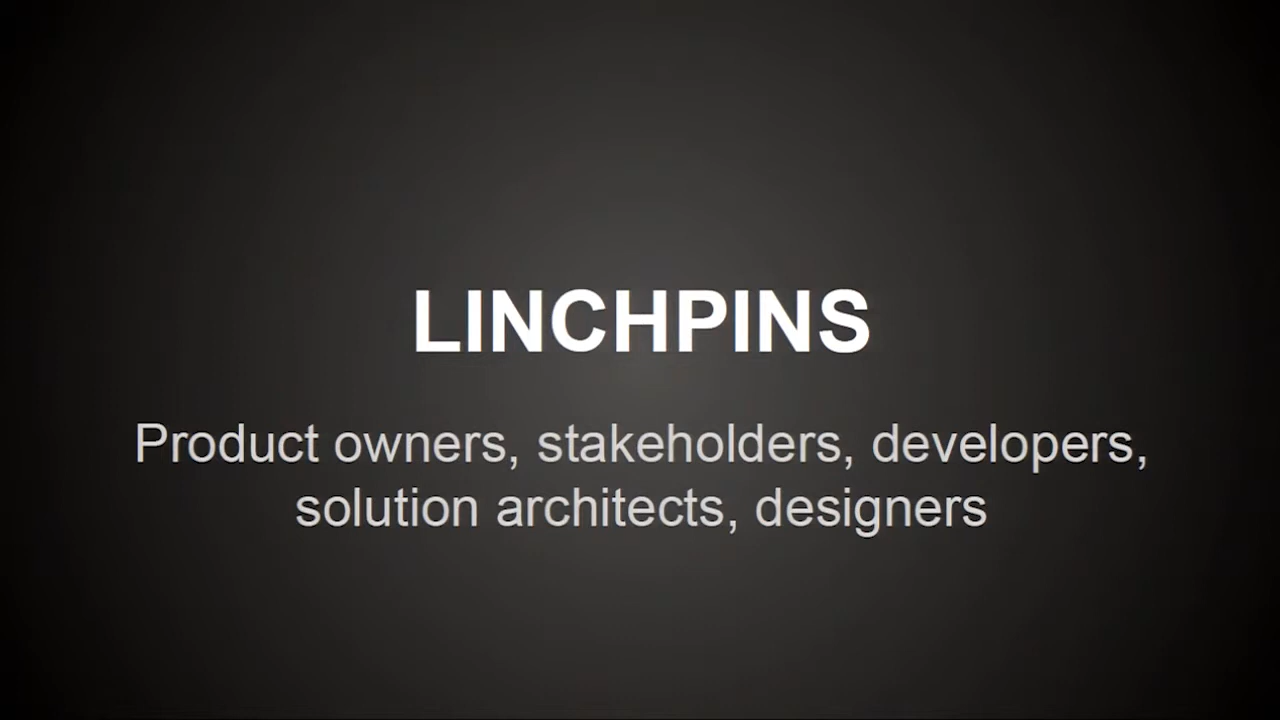 LINCHPINS
Product owners, stakeholders, developers,
solution architects, designers